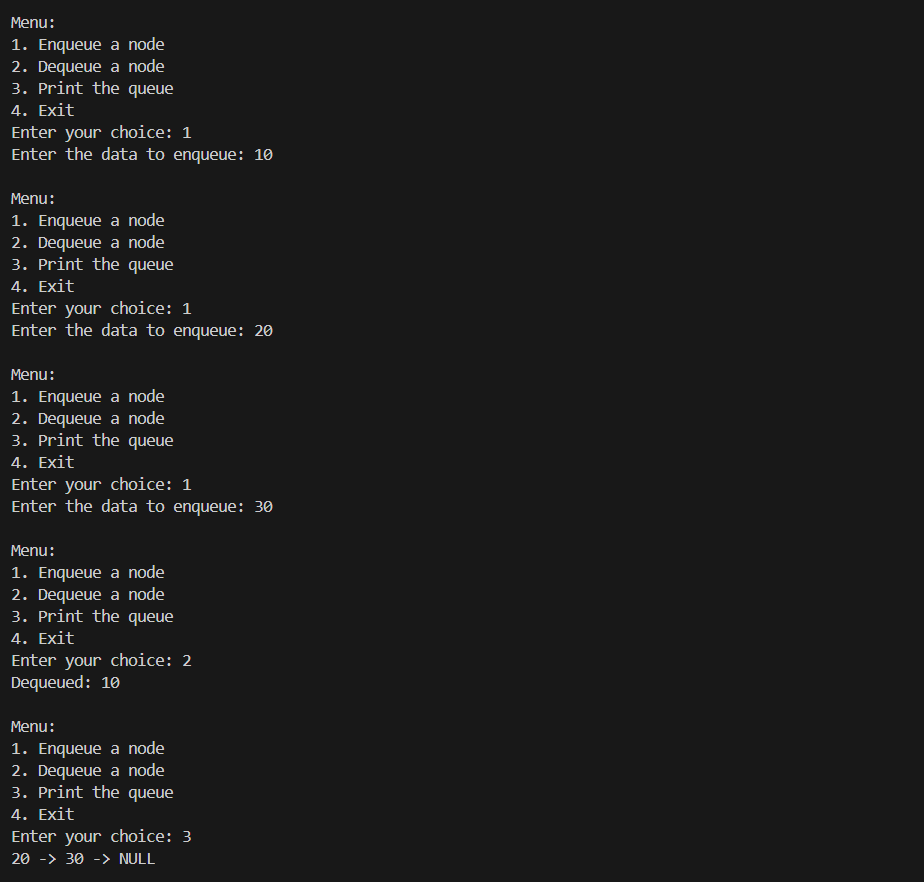 Menu:
1. Enqueue a node
2. Dequeue a node
3. Print the queue
4. Exit
Enter your choice: 1
Enter the data to enqueue: 10
Menu:
1. Enqueue a node
2. Dequeue a node
3. Print the queue
4. Exit
Enter your choice: 1
Enter the data to enqueue: 20
Menu:
1. Enqueue a node
2. Dequeue a node
3. Print the queue
4. Exit
Enter your choice: 1
Enter the data to enqueue: 30
Menu:
1. Enqueue a node
2. Dequeue a node
3. Print the queue
4. Exit
Enter your choice: 2
Dequeued: 10
Menu:
1. Enqueue a node
2. Dequeue a node
3. Print the queue
4. Exit
Enter your choice: 3
20 -> 30 -> NULL